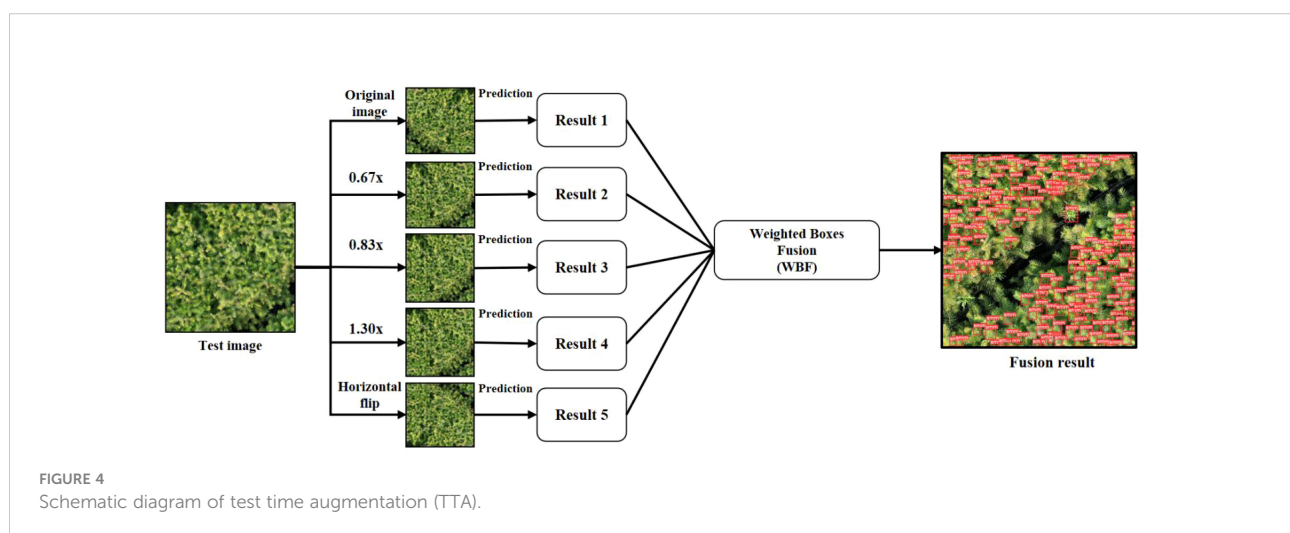 Original
image
Prediction
Result 1
0.67x
Prediction
Result 2
0.83x
Prediction
Result 3
1.30x
Prediction
Result 4
Horizontal
flip
Prediction
Result 5
Test image
Weighted Boxes
Fusion
(WBF)
Fusion result
FIGURE 4
Schematic diagram of test time augmentation (TTA).